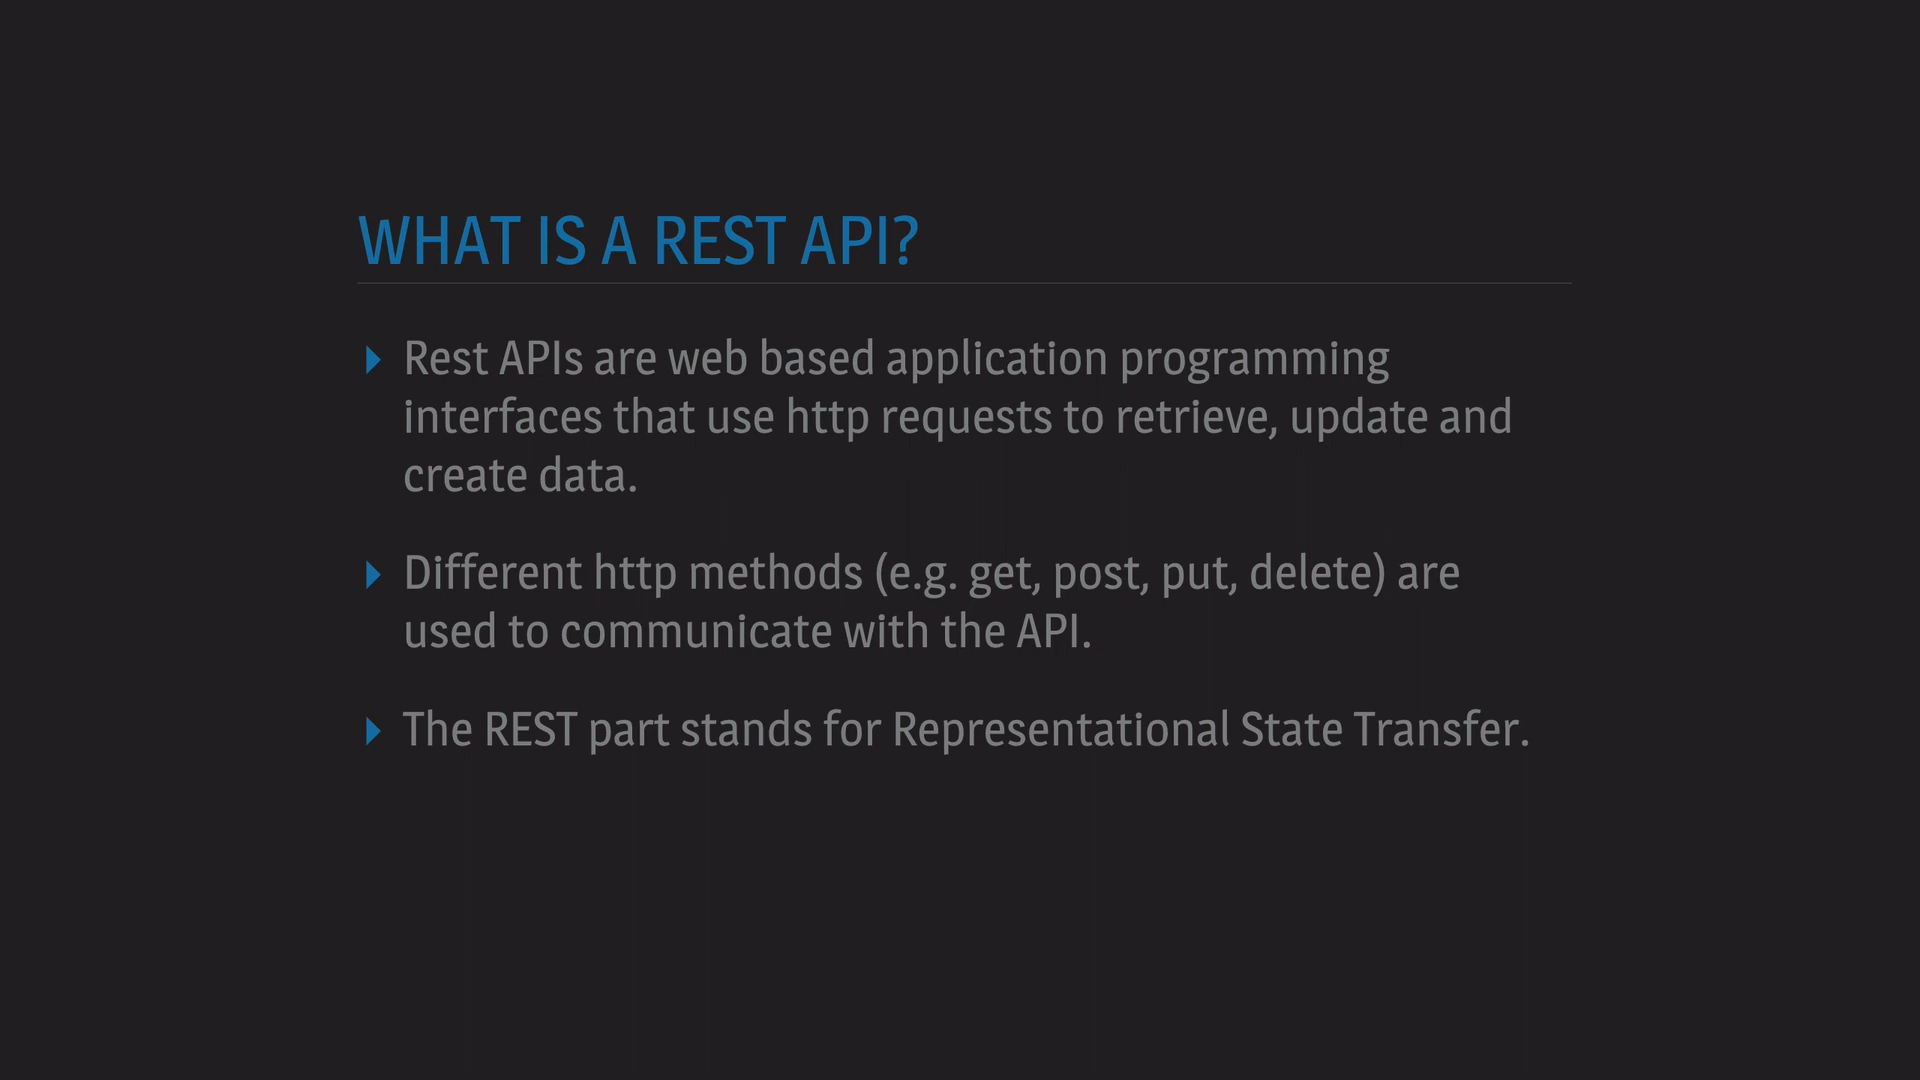 WHAT IS A REST API?
Rest APIs are web based application programming
interfaces that use http requests to retrieve, update and
create data.
Different http methods (e.g. get, post, put, delete) are
used to communicate with the API.
The REST part stands for Representational State Transfer.